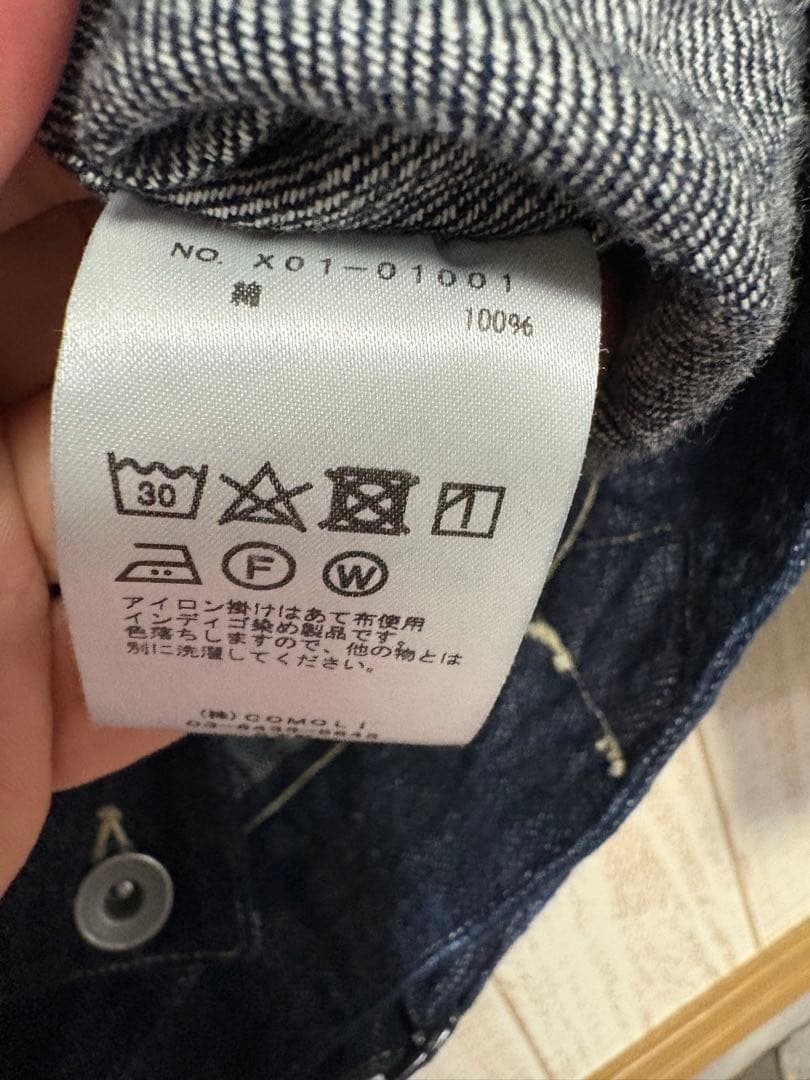 NO. X01-01001
綿 100%
30
F W
アイロン掛けはあて布使用
インディゴ染め製品です。
色落ちしますので、他の物とは
別に洗濯してください。
(株)COMOLI